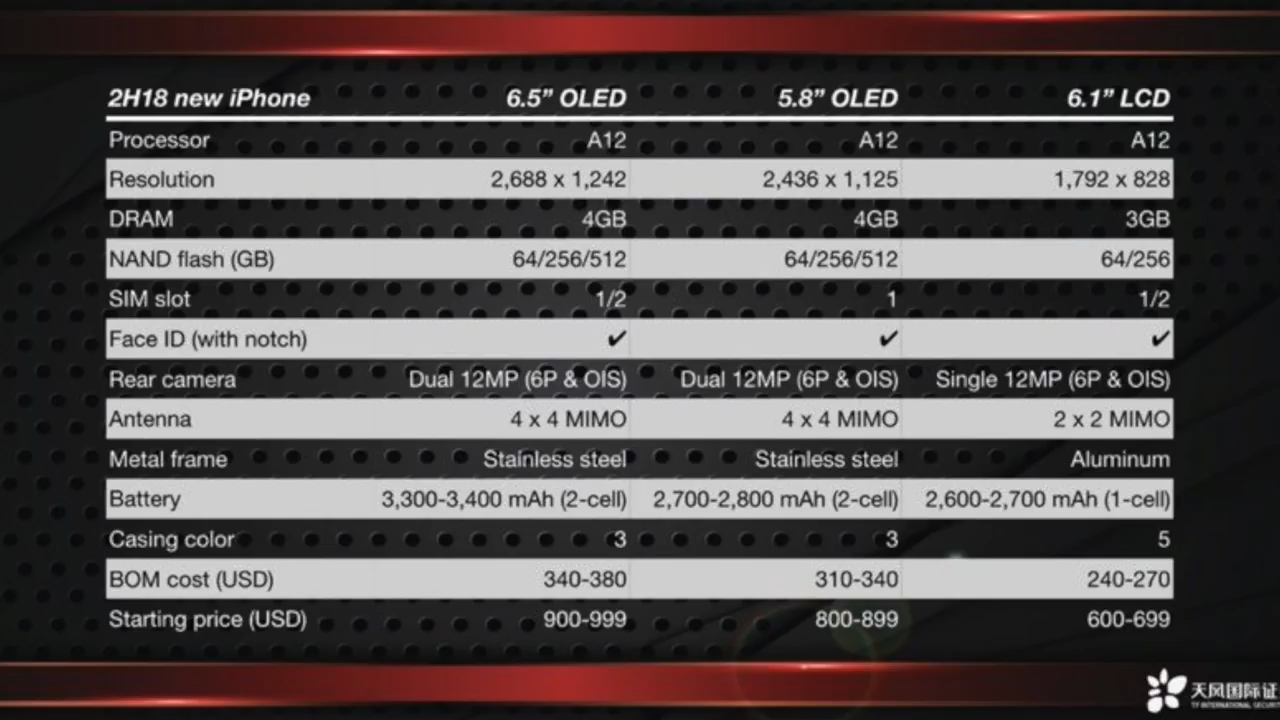 2H18 new iPhone 6.5” OLED 5.8” OLED 6.1” LCD
Processor A12 A12 A12
Resolution 2,688 x 1,242 2,436 x 1,125 1,792 x 828
DRAM 4GB 4GB 3GB
NAND flash (GB) 64/256/512 64/256/512 64/256
SIM slot 1/2 1 1/2
Face ID (with notch) ✔ ✔ ✔
Rear camera Dual 12MP (6P & OIS) Dual 12MP (6P & OIS) Single 12MP (6P & OIS)
Antenna 4 x 4 MIMO 4 x 4 MIMO 2 x 2 MIMO
Metal frame Stainless steel Stainless steel Aluminum
Battery 3,300-3,400 mAh (2-cell) 2,700-2,800 mAh (2-cell) 2,600-2,700 mAh (1-cell)
Casing color 3 3 5
BOM cost (USD) 340-380 310-340 240-270
Starting price (USD) 900-999 800-899 600-699
天风国际证
TF INTERNATIONAL